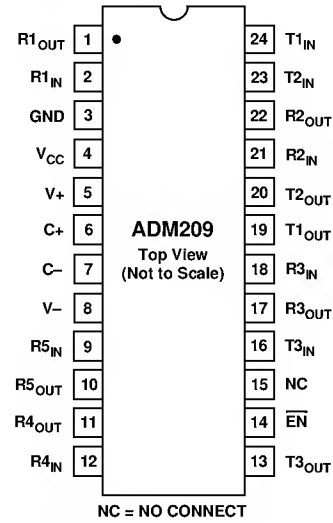 R1OUT 1 24 T1IN
R1IN 2 23 T2IN
GND 3 22 R2OUT
VCC 4 21 R2IN
V+ 5 20 T2OUT
C+ 6 ADM209 19 T1OUT
Top View
(Not to Scale)
C– 7 18 R3IN
V– 8 17 R3OUT
R5IN 9 16 T3IN
R5OUT 10 15 NC
R4OUT 11 14 EN
R4IN 12 13 T3OUT
NC = NO CONNECT